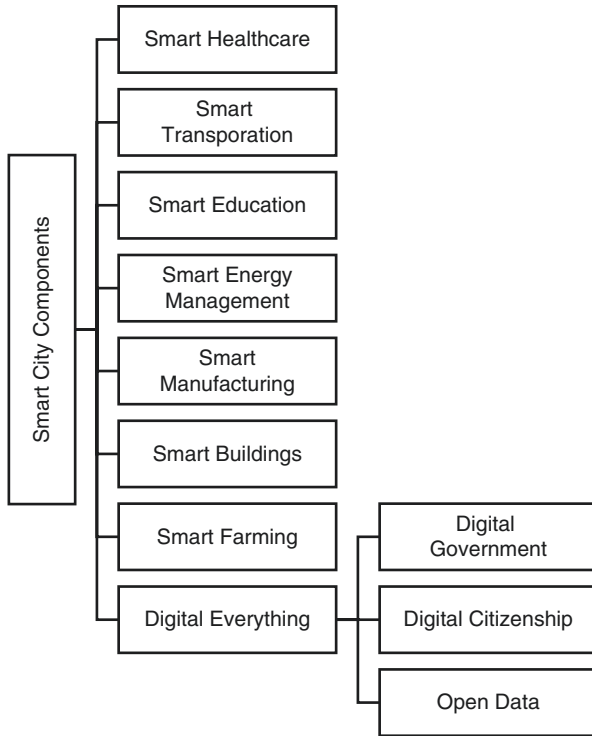 Smart City Components
Smart Healthcare
Smart
Transporation
Smart Education
Smart Energy
Management
Smart
Manufacturing
Smart Buildings
Smart Farming
Digital Everything
Digital
Government
Digital Citizenship
Open Data